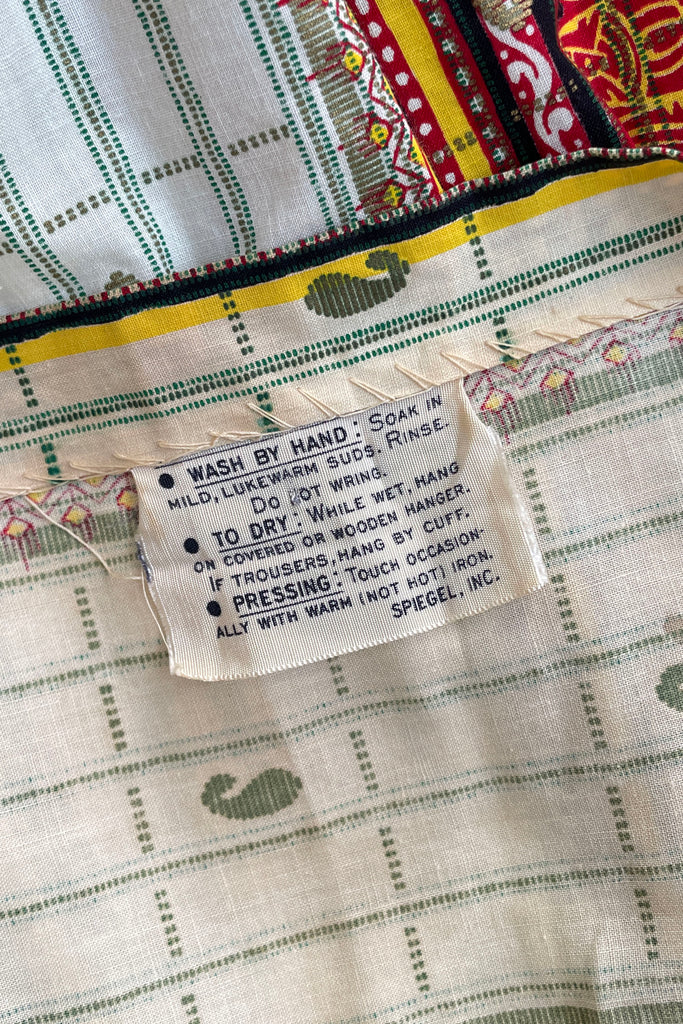 • WASH BY HAND: SOAK IN
MILD, LUKEWARM SUDS. RINSE.
DO NOT WRING.
• TO DRY: WHILE WET, HANG
ON COVERED OR WOODEN HANGER.
IF TROUSERS, HANG BY CUFF.
• PRESSING: TOUCH OCCASION-
ALLY WITH WARM (NOT HOT) IRON.
SPIEGEL, INC.